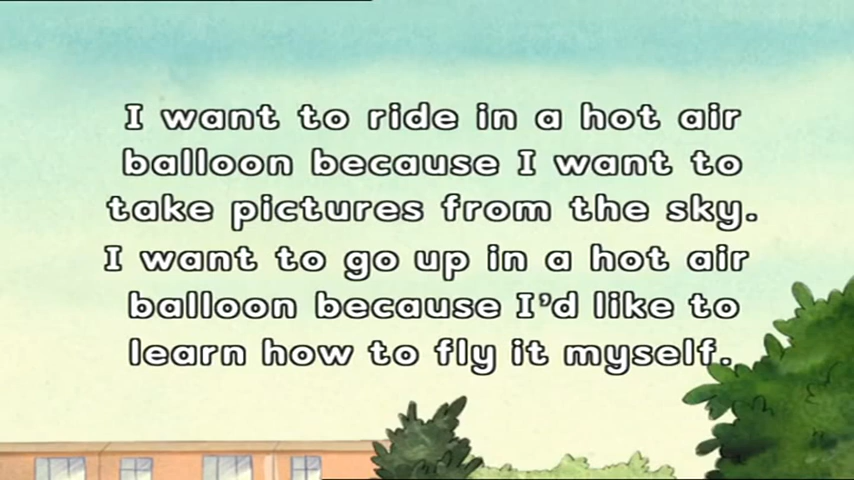 I want to ride in a hot air
balloon because I want to
take pictures from the sky.
I want to go up in a hot air
balloon because I'd like to
learn how to fly it myself.